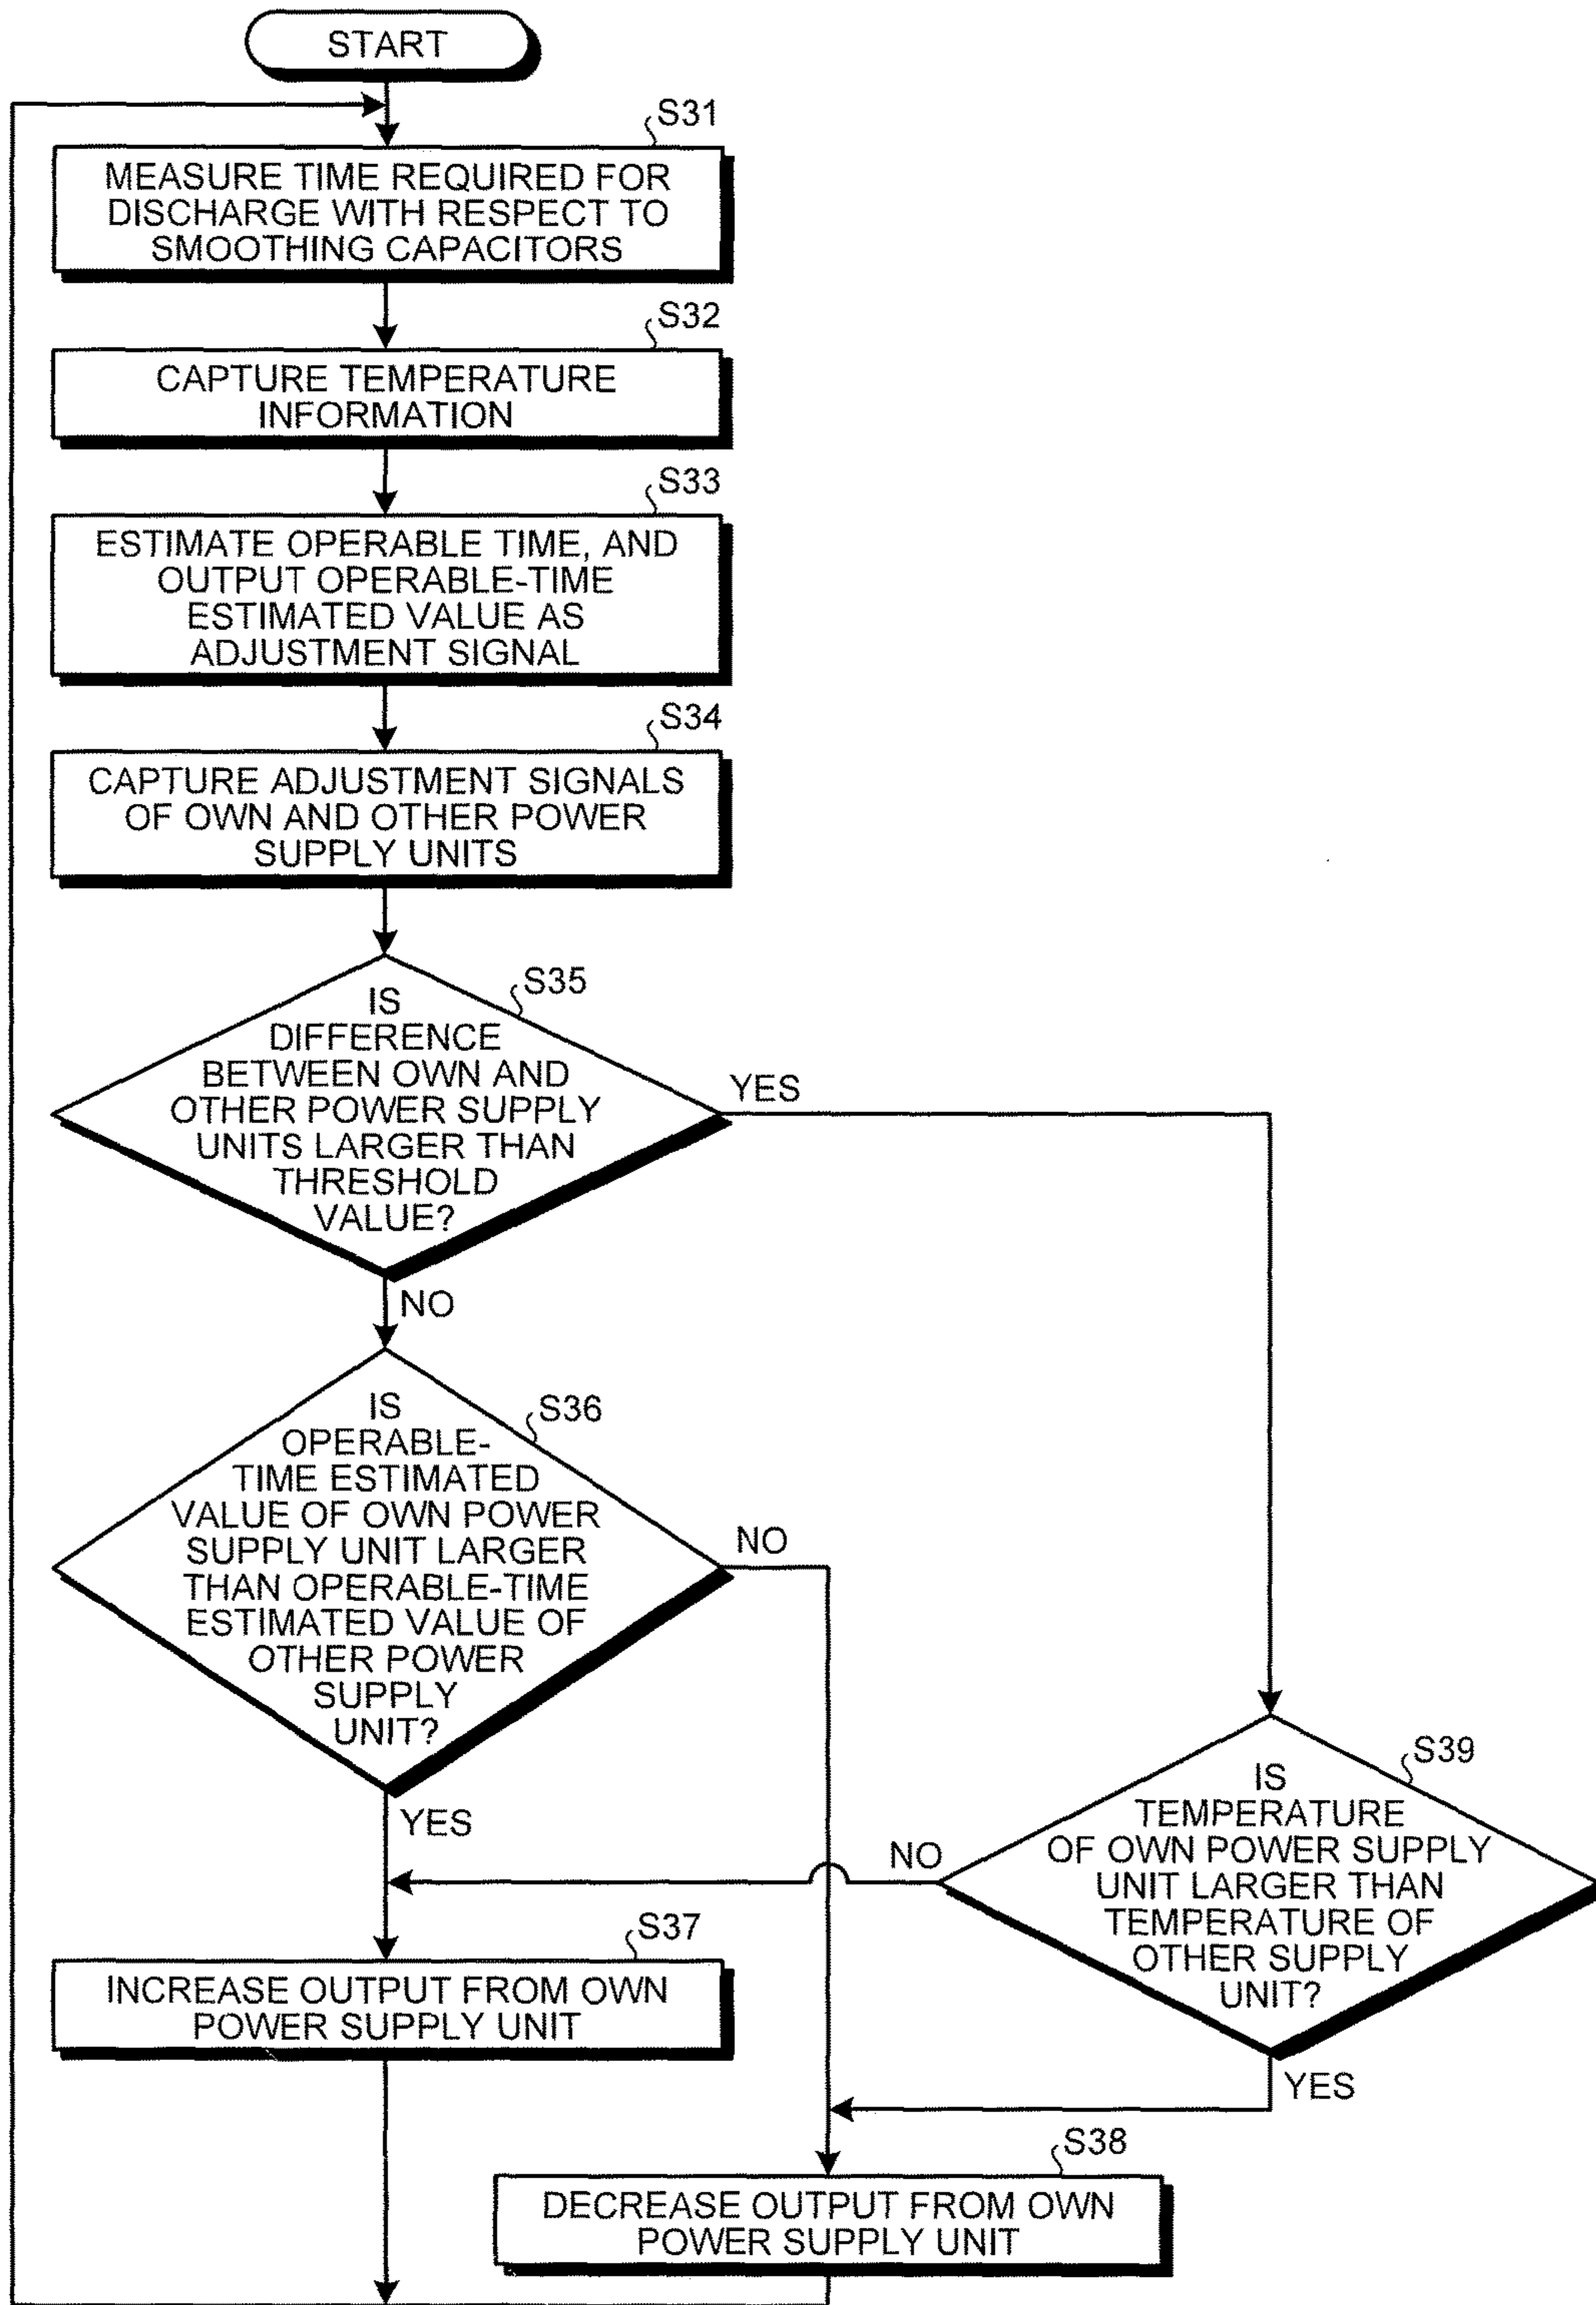 START
S31
MEASURE TIME REQUIRED FOR
DISCHARGE WITH RESPECT TO
SMOOTHING CAPACITORS
S32
CAPTURE TEMPERATURE
INFORMATION
S33
ESTIMATE OPERABLE TIME, AND
OUTPUT OPERABLE-TIME
ESTIMATED VALUE AS
ADJUSTMENT SIGNAL
S34
CAPTURE ADJUSTMENT SIGNALS
OF OWN AND OTHER POWER
SUPPLY UNITS
S35
IS
DIFFERENCE
BETWEEN OWN AND
OTHER POWER SUPPLY
UNITS LARGER THAN
THRESHOLD
VALUE?
YES
NO
S36
IS
OPERABLE-
TIME ESTIMATED
VALUE OF OWN POWER
SUPPLY UNIT LARGER
THAN OPERABLE-TIME
ESTIMATED VALUE OF
OTHER POWER
SUPPLY
UNIT?
NO
YES
S39
IS
TEMPERATURE
OF OWN POWER SUPPLY
UNIT LARGER THAN
TEMPERATURE OF
OTHER SUPPLY
UNIT?
NO
YES
S37
INCREASE OUTPUT FROM OWN
POWER SUPPLY UNIT
S38
DECREASE OUTPUT FROM OWN
POWER SUPPLY UNIT